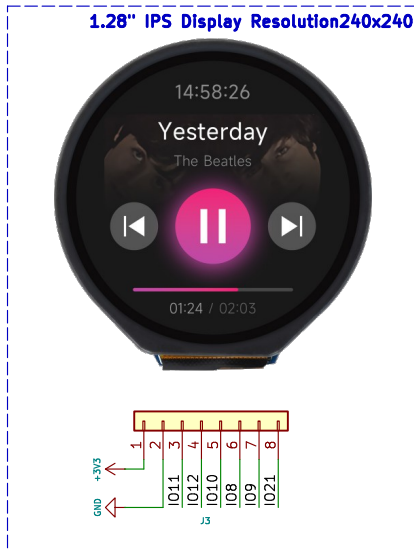 1.28" IPS Display Resolution240x240
14:58:26
Yesterday
The Beatles
01:24 / 02:03
1
2
3
4
5
6
7
8
+3V3
GND
IO11
IO12
IO10
IO8
IO9
IO21
J3